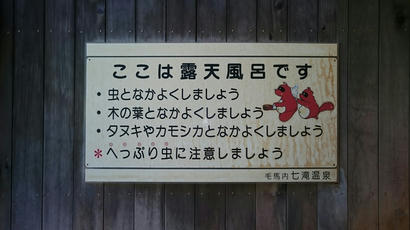 ここは露天風呂です
・虫となかよくしましょう
・木の葉となかよくしましょう
・タヌキやカモシカとなかよくしましょう
*へっぷり虫に注意しましょう
毛馬内 七滝温泉